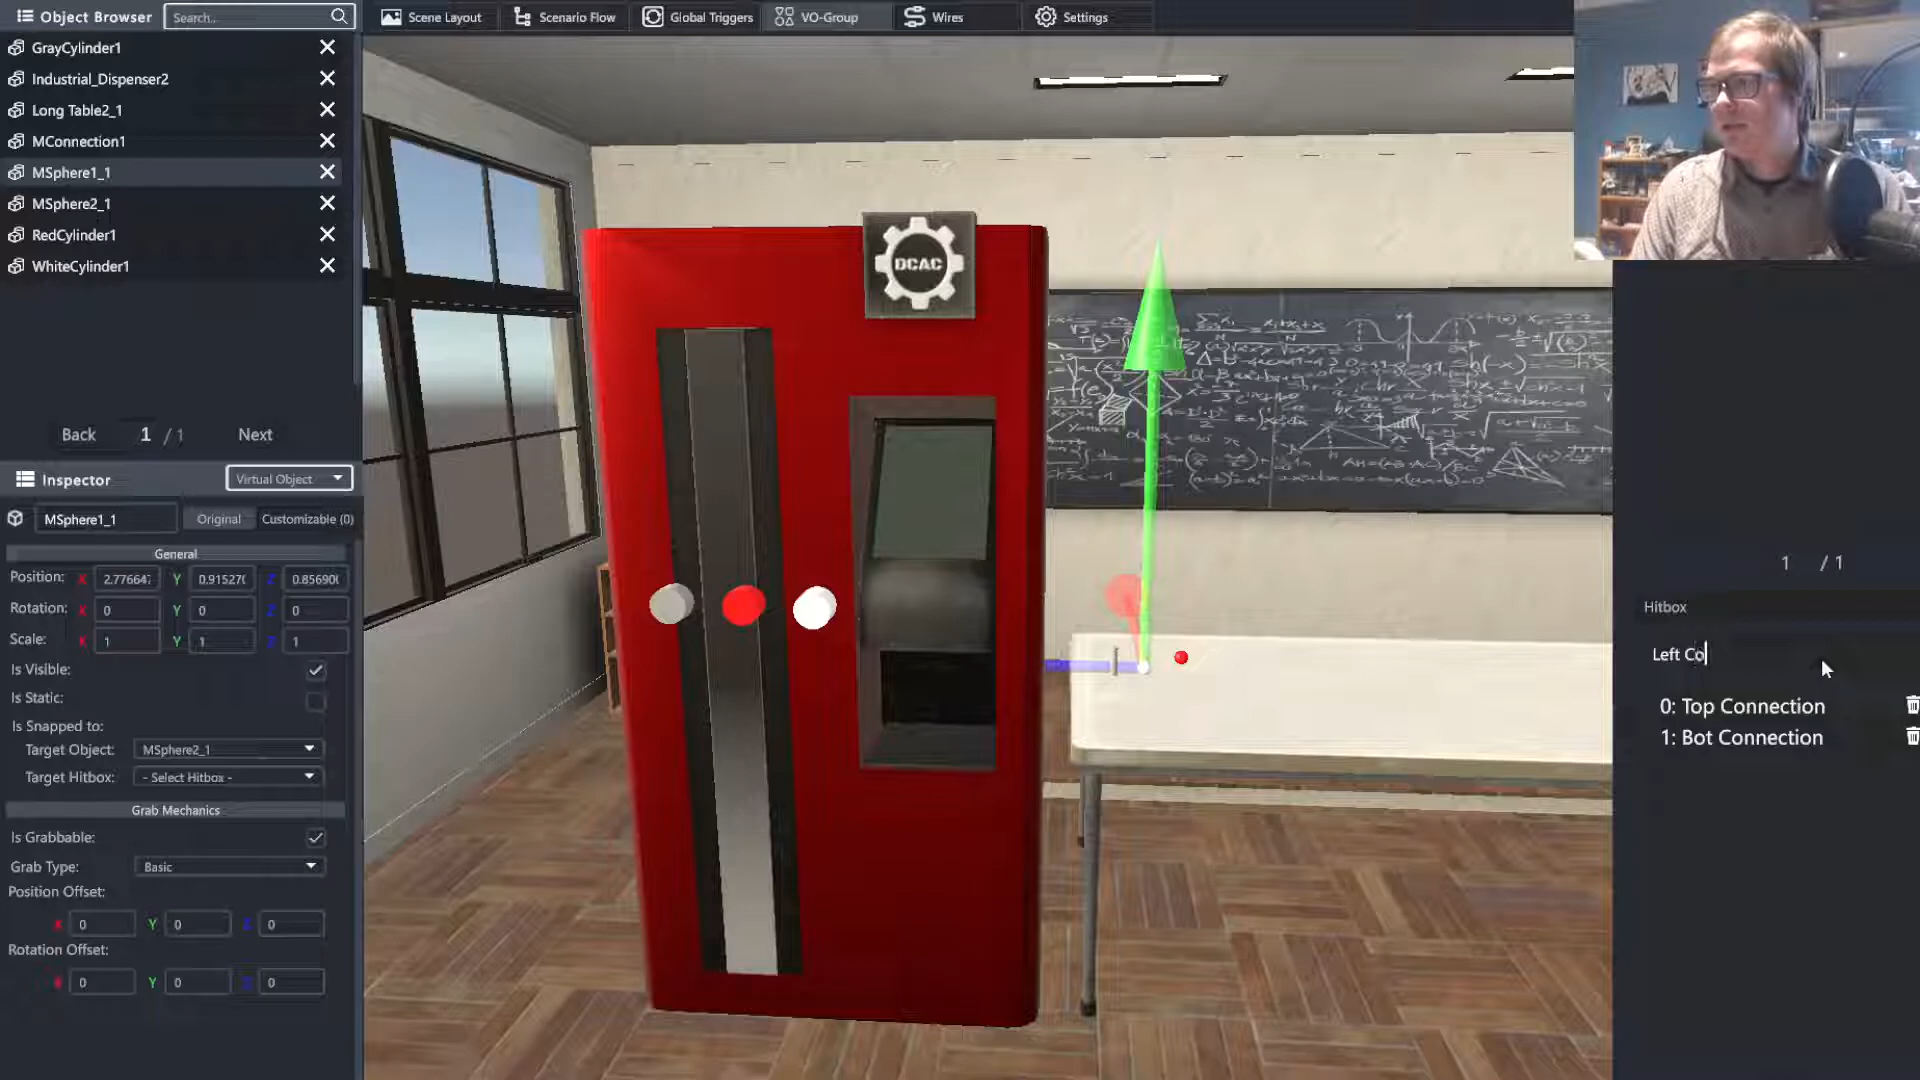 Object Browser
Search...
Scene Layout
Scenario Flow
Global Triggers
VO-Group
Wires
Settings
GrayCylinder1
Industrial_Dispenser2
Long Table2_1
MConnection1
MSphere1_1
MSphere2_1
RedCylinder1
WhiteCylinder1
Back 1 / 1 Next
Inspector
Virtual Object
MSphere1_1
Original
Customizable (0)
General
Position: X 2.77664 Y 0.91527 Z 0.85690
Rotation: X 0 Y 0 Z 0
Scale: X 1 Y 1 Z 1
Is Visible:
Is Static:
Is Snapped to:
Target Object: MSphere2_1
Target Hitbox: - Select Hitbox -
Grab Mechanics
Is Grabbable:
Grab Type: Basic
Position Offset:
X 0 Y 0 Z 0
Rotation Offset:
X 0 Y 0 Z 0
DCAC
1 / 1
Hitbox
Left Co
0: Top Connection
1: Bot Connection